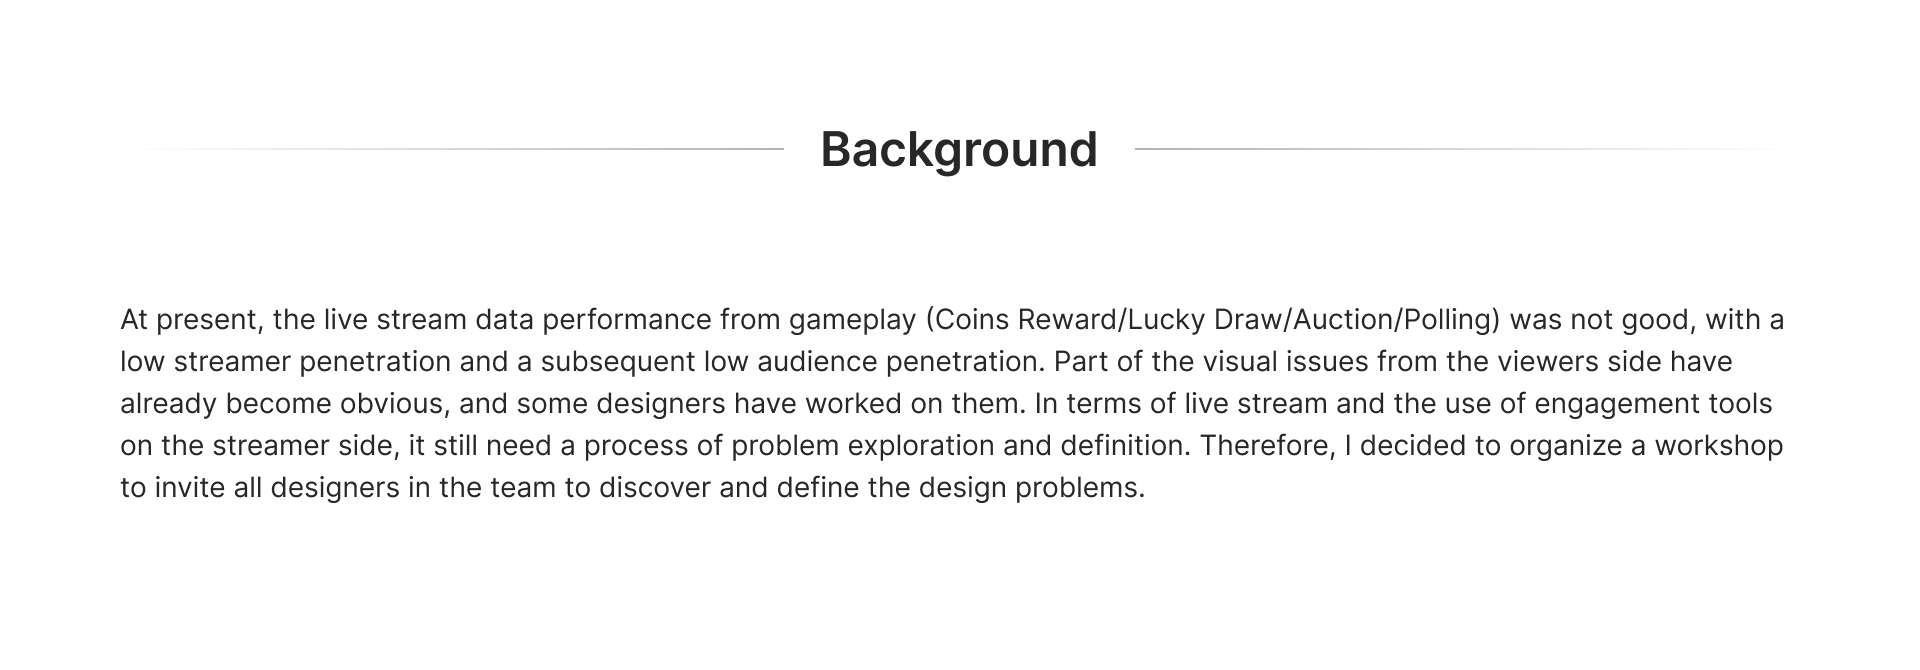 Background
At present, the live stream data performance from gameplay (Coins Reward/Lucky Draw/Auction/Polling) was not good, with a
low streamer penetration and a subsequent low audience penetration. Part of the visual issues from the viewers side have
already become obvious, and some designers have worked on them. In terms of live stream and the use of engagement tools
on the streamer side, it still need a process of problem exploration and definition. Therefore, I decided to organize a workshop
to invite all designers in the team to discover and define the design problems.